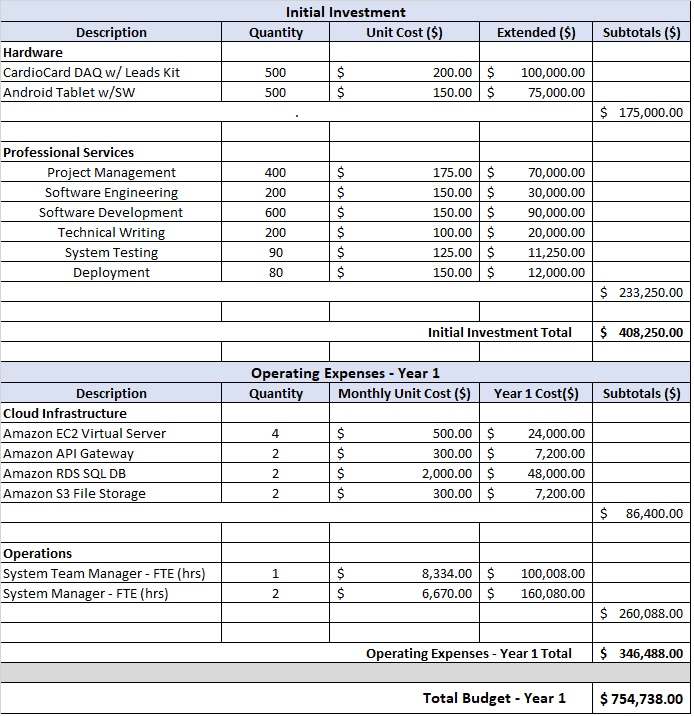 Initial Investment
Description Quantity Unit Cost ($) Extended ($) Subtotals ($)
Hardware
CardioCard DAQ w/ Leads Kit 500 $ 200.00 $ 100,000.00
Android Tablet w/SW 500 $ 150.00 $ 75,000.00
. $ 175,000.00
Professional Services
Project Management 400 $ 175.00 $ 70,000.00
Software Engineering 200 $ 150.00 $ 30,000.00
Software Development 600 $ 150.00 $ 90,000.00
Technical Writing 200 $ 100.00 $ 20,000.00
System Testing 90 $ 125.00 $ 11,250.00
Deployment 80 $ 150.00 $ 12,000.00
$ 233,250.00
Initial Investment Total $ 408,250.00
Operating Expenses - Year 1
Description Quantity Monthly Unit Cost ($) Year 1 Cost($) Subtotals ($)
Cloud Infrastructure
Amazon EC2 Virtual Server 4 $ 500.00 $ 24,000.00
Amazon API Gateway 2 $ 300.00 $ 7,200.00
Amazon RDS SQL DB 2 $ 2,000.00 $ 48,000.00
Amazon S3 File Storage 2 $ 300.00 $ 7,200.00
$ 86,400.00
Operations
System Team Manager - FTE (hrs) 1 $ 8,334.00 $ 100,008.00
System Manager - FTE (hrs) 2 $ 6,670.00 $ 160,080.00
$ 260,088.00
Operating Expenses - Year 1 Total $ 346,488.00
Total Budget - Year 1 $ 754,738.00